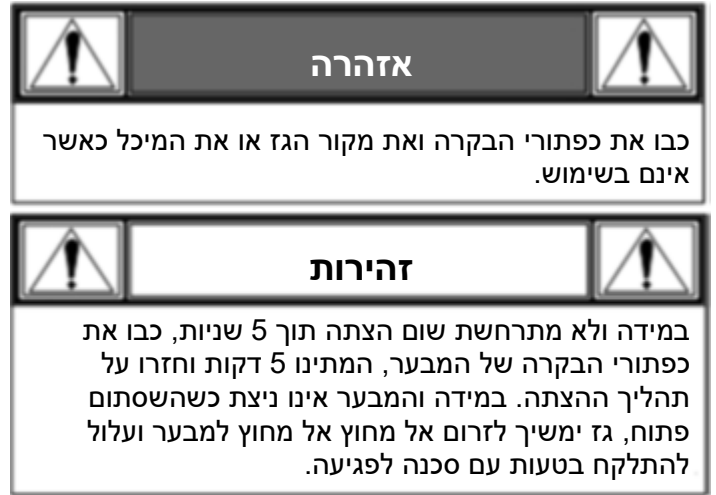 אזהרה
כבו את כפתורי הבקרה ואת מקור הגז או את המיכל כאשר
אינם בשימוש.
זהירות
במידה ולא מתרחשת שום הצתה תוך 5 שניות, כבו את
כפתורי הבקרה של המבער, המתינו 5 דקות וחזרו על
תהליך ההצתה. במידה והמבער אינו ניצת כשהשסתום
פתוח, גז ימשיך לזרום אל מחוץ אל מחוץ למבער ועלול
להתלקח בטעות עם סכנה לפגיעה.